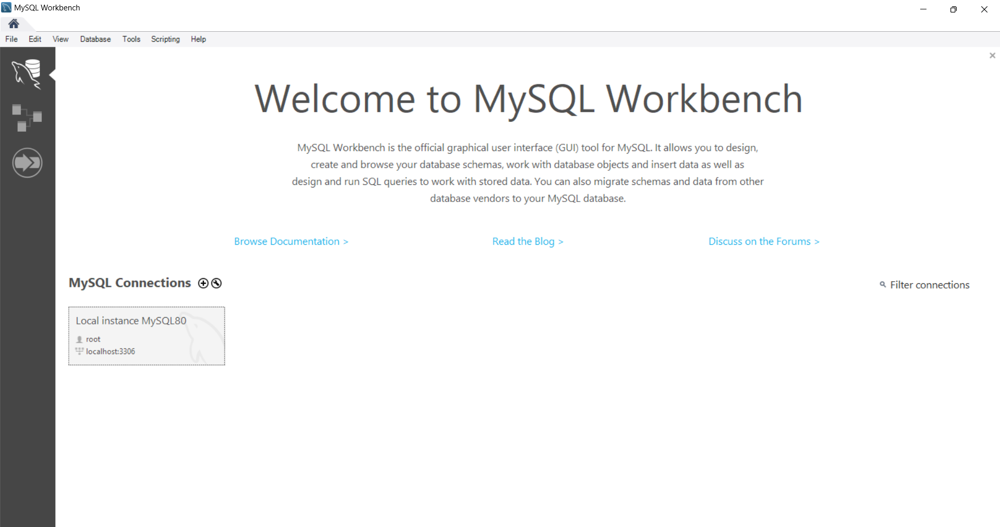 MySQL Workbench
File Edit View Database Tools Scripting Help
Welcome to MySQL Workbench
MySQL Workbench is the official graphical user interface (GUI) tool for MySQL. It allows you to design,
create and browse your database schemas, work with database objects and insert data as well as
design and run SQL queries to work with stored data. You can also migrate schemas and data from other
database vendors to your MySQL database.
Browse Documentation > Read the Blog > Discuss on the Forums >
MySQL Connections Filter connections
Local instance MySQL80
root
localhost:3306